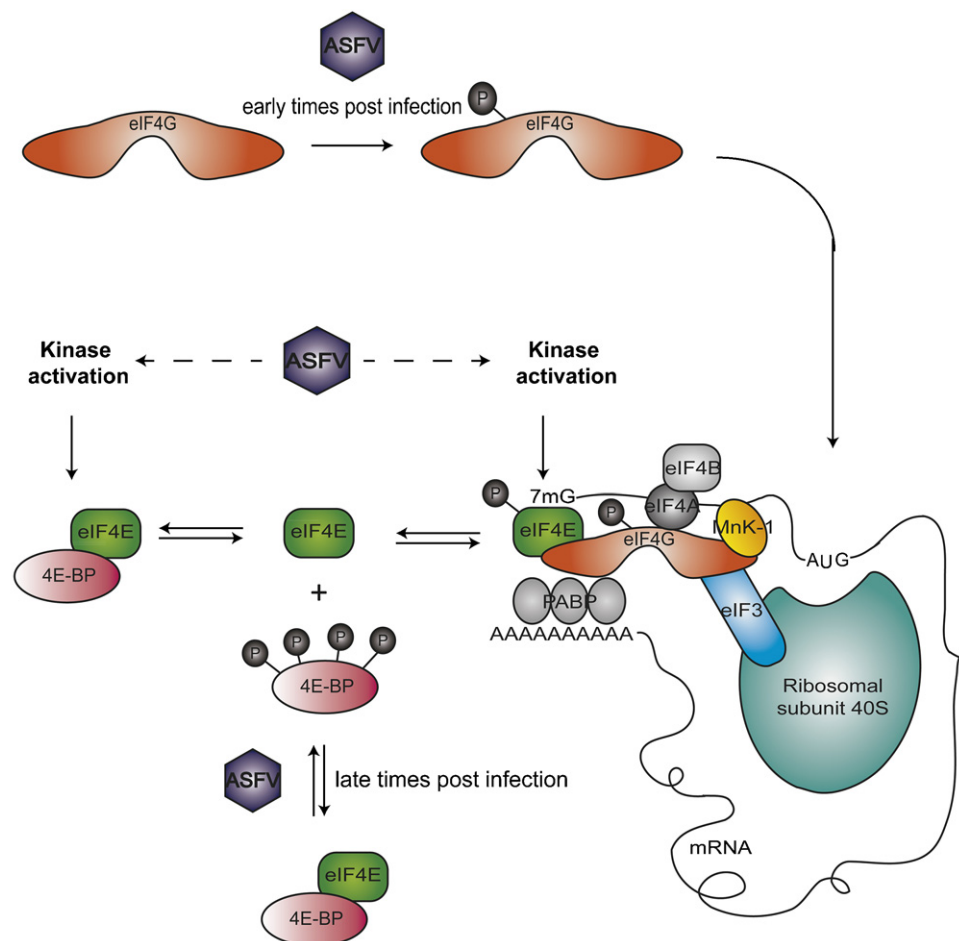 ASFV
early times post infection
P
eIF4G
eIF4G
Kinase
activation
ASFV
Kinase
activation
eIF4B
P
7mG
eIF4A
P
MnK-1
eIF4E
4E-BP
eIF4E
eIF4E
eIF4G
AUG
PABP
eIF3
AAAAAAAAAA
+
P
P
P
P
4E-BP
Ribosomal
subunit 40S
ASFV
late times post infection
mRNA
eIF4E
4E-BP